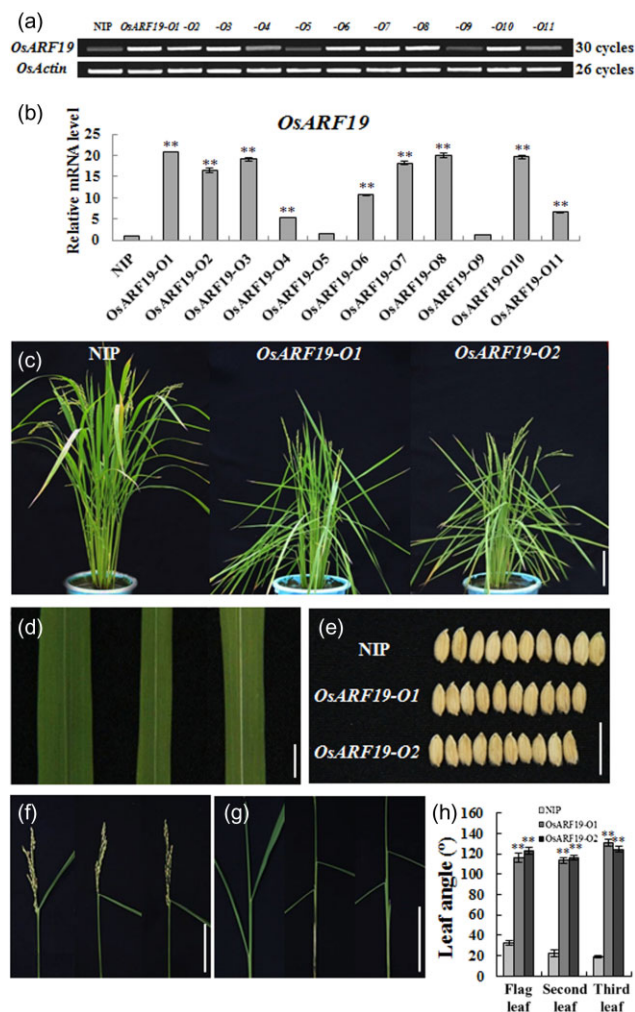 (a)
NIP OsARF19-O1 -O2 -O3 -O4 -O5 -O6 -O7 -O8 -O9 -O10 -O11
OsARF19 30 cycles
OsActin 26 cycles
(b)
OsARF19
Relative mRNA level
25
20
15
10
5
0
** ** ** ** ** ** ** ** **
NIP OsARF19-O1 OsARF19-O2 OsARF19-O3 OsARF19-O4 OsARF19-O5 OsARF19-O6 OsARF19-O7 OsARF19-O8 OsARF19-O9 OsARF19-O10 OsARF19-O11
(c) NIP OsARF19-O1 OsARF19-O2
(d)
(e)
NIP
OsARF19-O1
OsARF19-O2
(f)
(g)
(h)
NIP
OsARF19-O1
OsARF19-O2
Leaf angle (°)
160
140
120
100
80
60
40
20
0
** ** ** ** ** **
Flag leaf
Second leaf
Third leaf